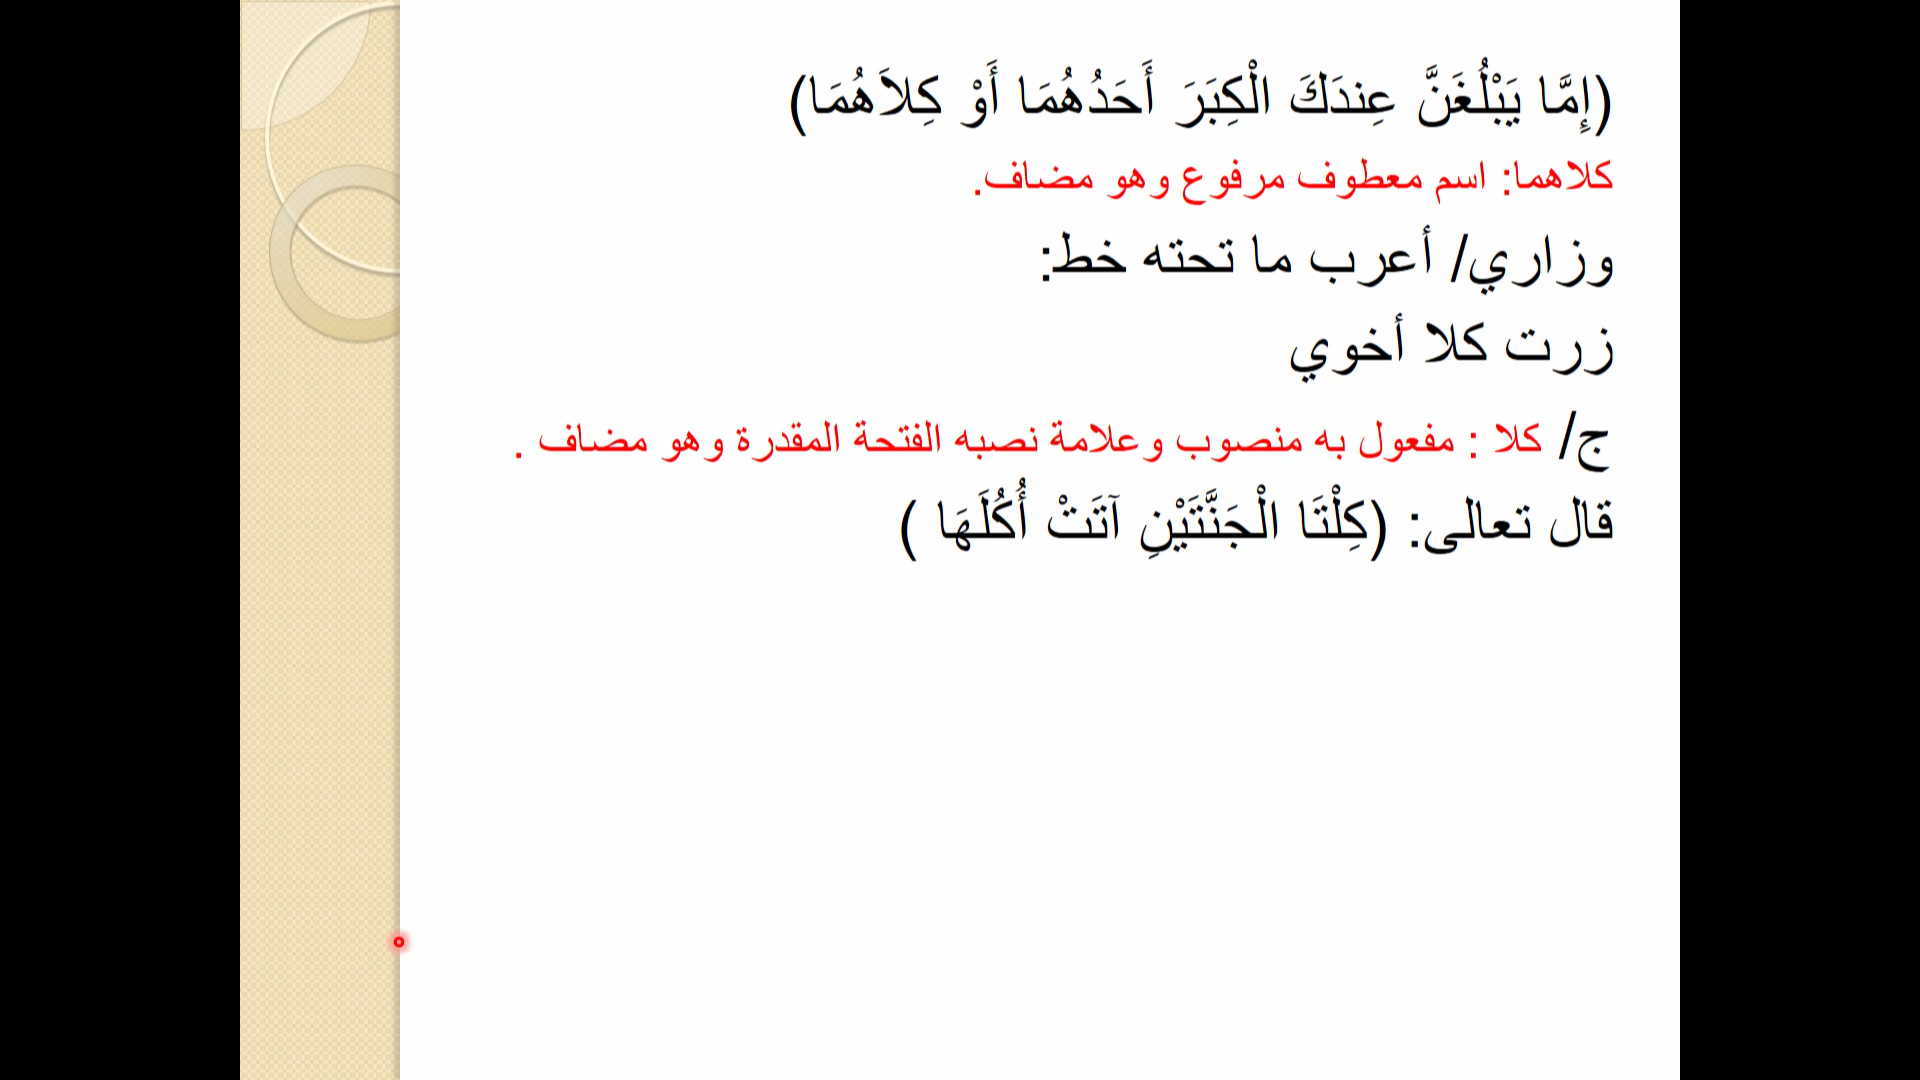 (إِمَّا يَبْلُغَنَّ عِندَكَ الْكِبَرَ أَحَدُهُمَا أَوْ كِلاَهُمَا)
كلاهما: اسم معطوف مرفوع وهو مضاف.
وزاري/ أعرب ما تحته خط:
زرت كلا أخوي
ج/ كلا : مفعول به منصوب وعلامة نصبه الفتحة المقدرة وهو مضاف .
قال تعالى: (كِلْتَا الْجَنَّتَيْنِ آتَتْ أُكُلَهَا )